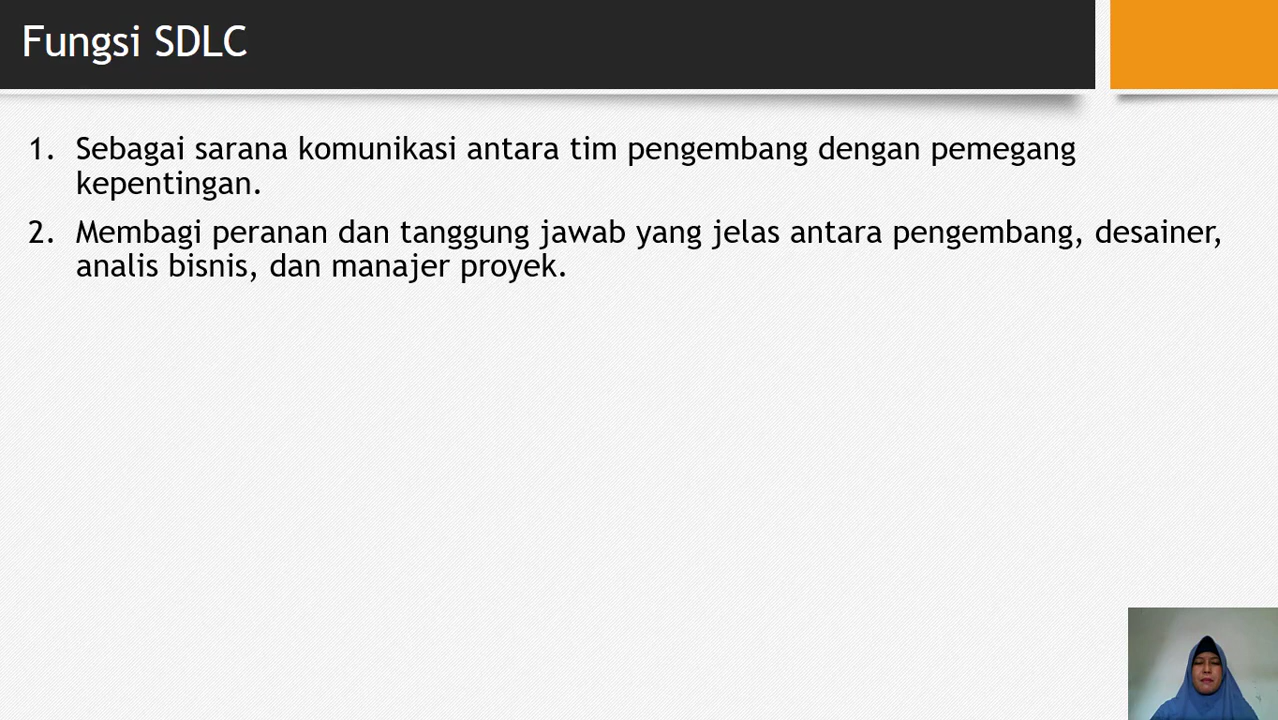 Fungsi SDLC
1. Sebagai sarana komunikasi antara tim pengembang dengan pemegang
kepentingan.
2. Membagi peranan dan tanggung jawab yang jelas antara pengembang, desainer,
analis bisnis, dan manajer proyek.